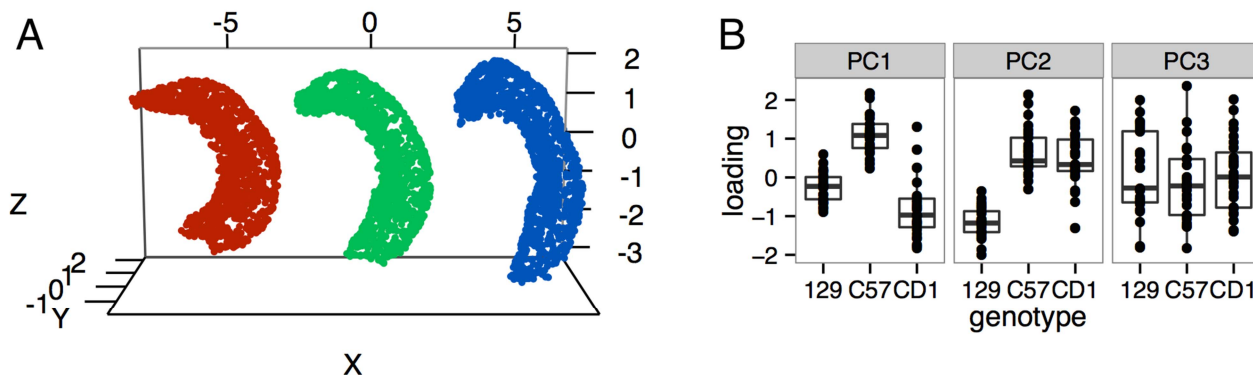 A
-5 0 5
2
1
0
-1
-2
-3
Z
2
1
0
-1
Y
X
B
PC1 PC2 PC3
loading
2
1
0
−1
−2
129 C57 CD1 129 C57 CD1 129 C57 CD1
genotype